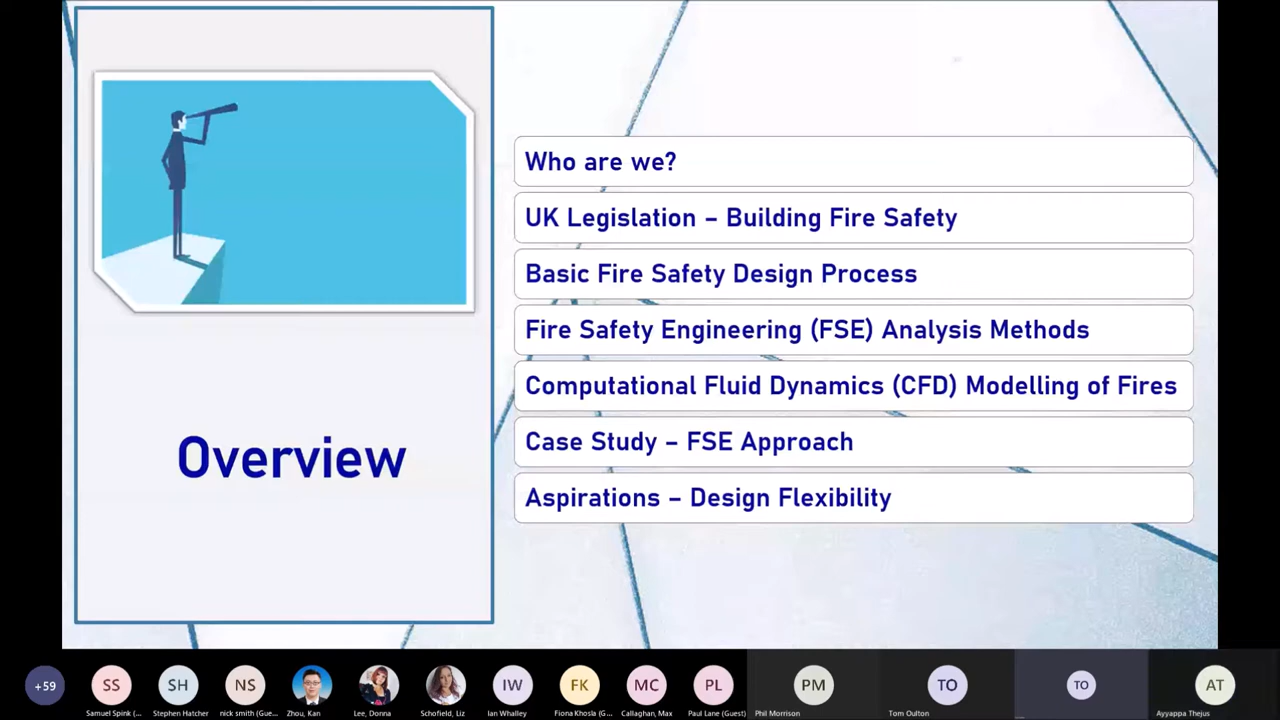 Overview
Who are we?
UK Legislation – Building Fire Safety
Basic Fire Safety Design Process
Fire Safety Engineering (FSE) Analysis Methods
Computational Fluid Dynamics (CFD) Modelling of Fires
Case Study – FSE Approach
Aspirations – Design Flexibility
+59
SS
SH
NS
IW
FK
MC
PL
PM
TO
TO
AT
Samuel Spink (...
Stephen Hatcher
nick smith (Gue...
Zhou, Kan
Lee, Donna
Schofield, Liz
Ian Whalley
Fiona Khosla (G...
Callaghan, Max
Paul Lane (Guest)
Phil Morrison
Tom Oulton
Ayyappa Thejus